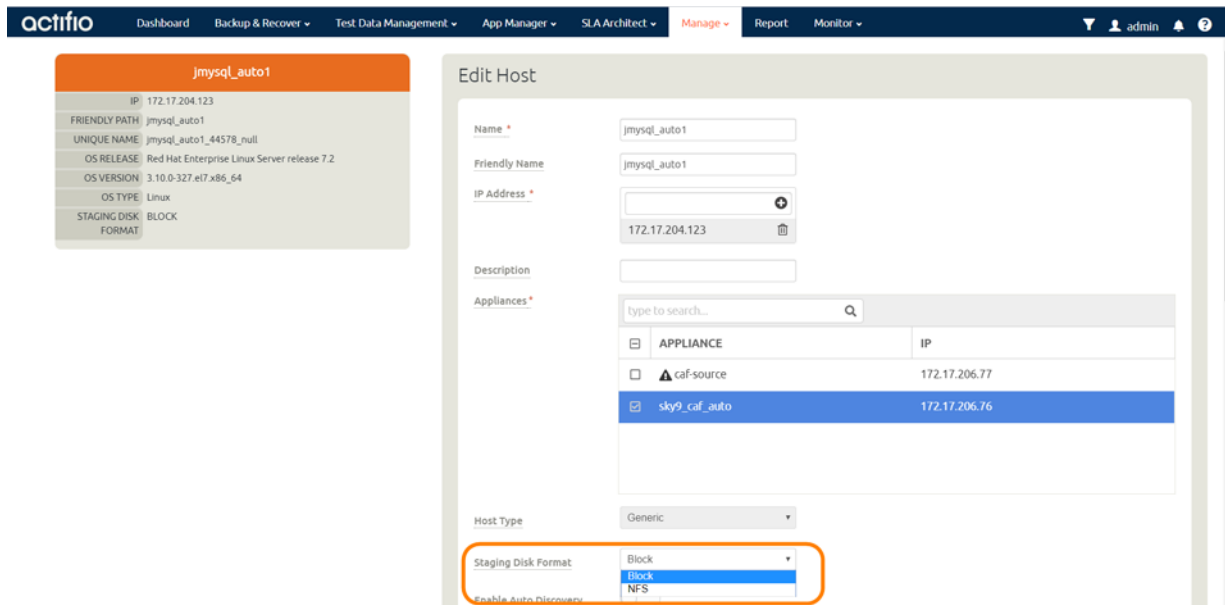 actifio Dashboard Backup & Recover Test Data Management App Manager SLA Architect Manage Report Monitor admin
jmysql_auto1
IP 172.17.204.123
FRIENDLY PATH jmysql_auto1
UNIQUE NAME jmysql_auto1_44578_null
OS RELEASE Red Hat Enterprise Linux Server release 7.2
OS VERSION 3.10.0-327.el7.x86_64
OS TYPE Linux
STAGING DISK BLOCK
FORMAT
Edit Host
Name * jmysql_auto1
Friendly Name jmysql_auto1
IP Address *
172.17.204.123
Description
Appliances *
type to search...
APPLIANCE IP
caf-source 172.17.206.77
sky9_caf_auto 172.17.206.76
Host Type Generic
Staging Disk Format Block
Block
NFS
Enable Auto Discovery